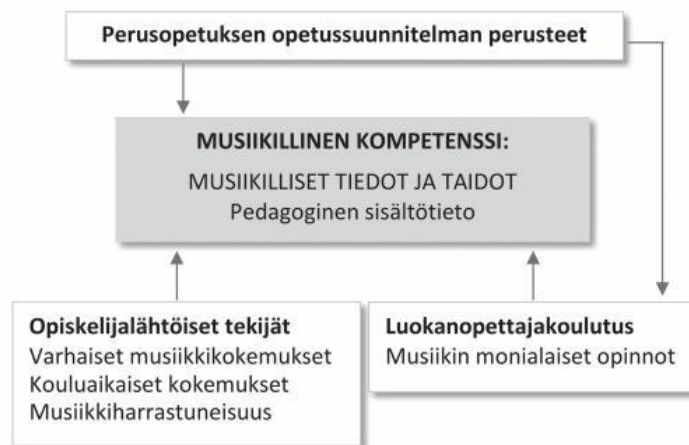 Perusopetuksen opetussuunnitelman perusteet
MUSIIKILLINEN KOMPETENSSI:
MUSIIKILLISET TIEDOT JA TAIDOT
Pedagoginen sisältötieto
Opiskelijalähtöiset tekijät
Varhaiset musiikkikokemukset
Kouluaikaiset kokemukset
Musiikkiharrastuneisuus
Luokanopettajakoulutus
Musiikin monialaiset opinnot